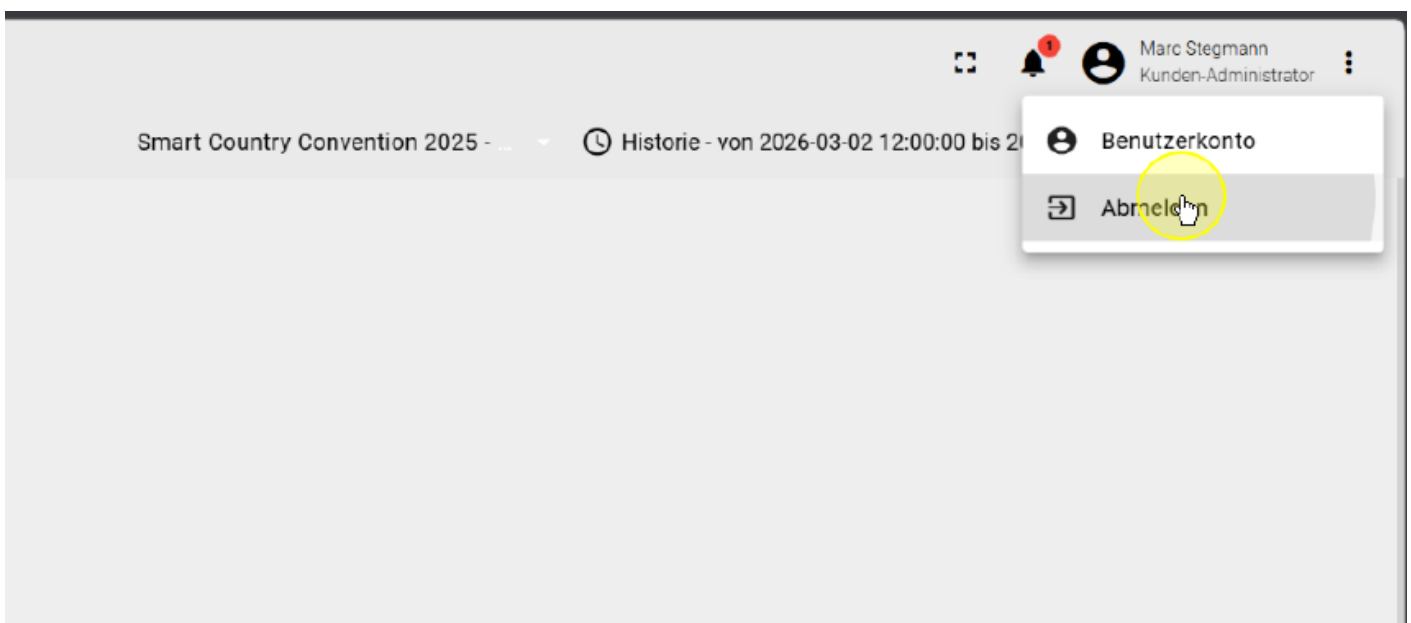 1
Marc Stegmann
Kunden-Administrator
Smart Country Convention 2025 - ...
Historie - von 2026-03-02 12:00:00 bis 2
Benutzerkonto
Abmelden